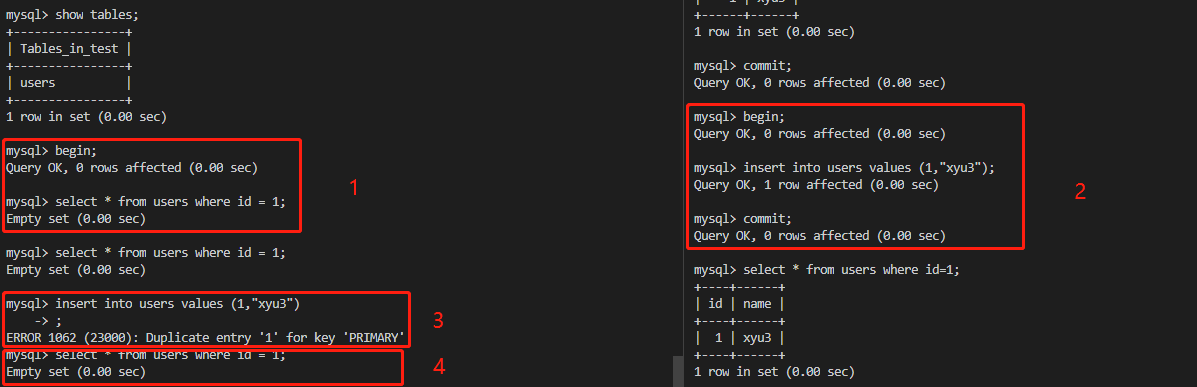 mysql> show tables;
+----------------+
| Tables_in_test |
+----------------+
| users          |
+----------------+
1 row in set (0.00 sec)
mysql> begin;
Query OK, 0 rows affected (0.00 sec)
mysql> select * from users where id = 1;
Empty set (0.00 sec)
1
mysql> select * from users where id = 1;
Empty set (0.00 sec)
mysql> insert into users values (1,"xyu3")
    -> ;
ERROR 1062 (23000): Duplicate entry '1' for key 'PRIMARY'
3
mysql> select * from users where id = 1;
Empty set (0.00 sec)
4
|    1 | xyu3 |
+------+------+
1 row in set (0.00 sec)
mysql> commit;
Query OK, 0 rows affected (0.00 sec)
mysql> begin;
Query OK, 0 rows affected (0.00 sec)
mysql> insert into users values (1,"xyu3");
Query OK, 1 row affected (0.00 sec)
mysql> commit;
Query OK, 0 rows affected (0.00 sec)
2
mysql> select * from users where id=1;
+----+------+
| id | name |
+----+------+
|  1 | xyu3 |
+----+------+
1 row in set (0.00 sec)